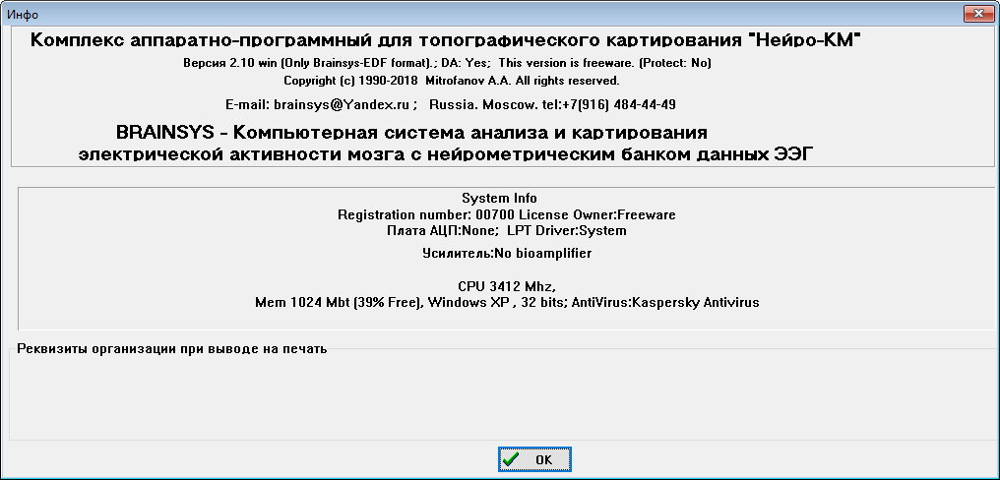 Инфо
Комплекс аппаратно-программный для топографического картирования "Нейро-КМ"
Версия 2.10 win (Only Brainsys-EDF format).; DA: Yes; This version is freeware. (Protect: No)
Copyright (c) 1990-2018 Mitrofanov A.A. All rights reserved.
E-mail: brainsys@Yandex.ru ; Russia. Moscow. tel:+7(916) 484-44-49
BRAINSYS - Компьютерная система анализа и картирования
электрической активности мозга с нейрометрическим банком данных ЭЭГ
System Info
Registration number: 00700 License Owner:Freeware
Плата АЦП:None; LPT Driver:System
Усилитель:No bioamplifier
CPU 3412 Mhz,
Mem 1024 Mbt (39% Free), Windows XP , 32 bits; AntiVirus:Kaspersky Antivirus
Реквизиты организации при выводе на печать
OK